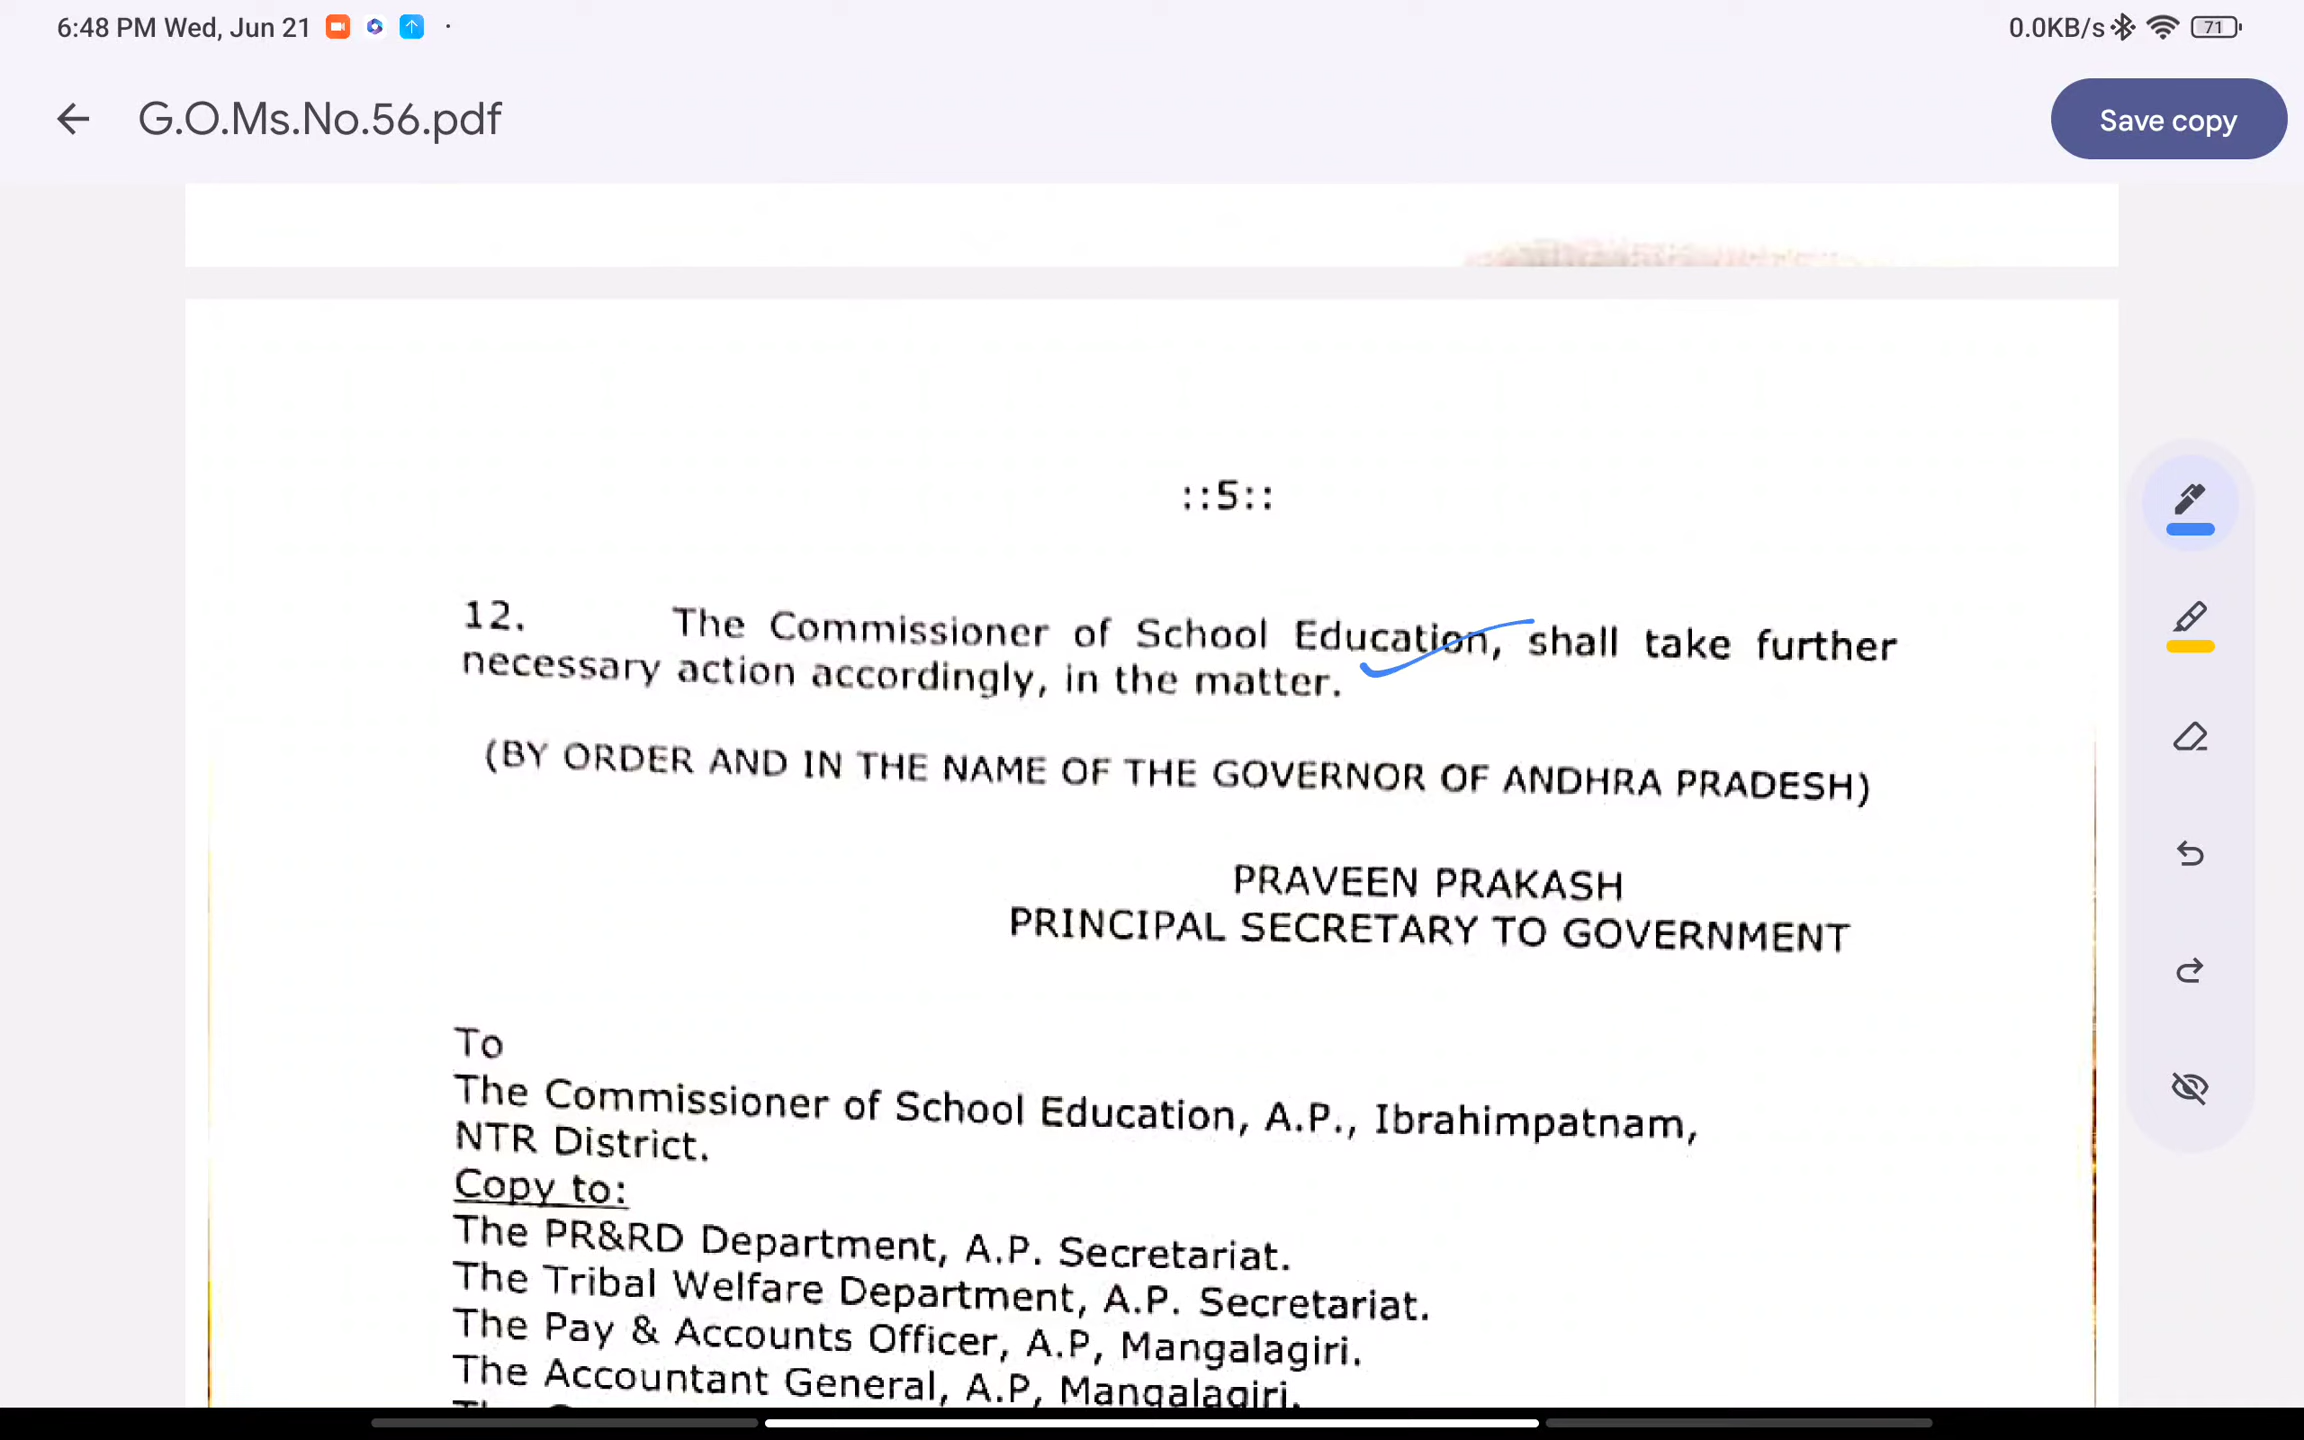 6:48 PM Wed, Jun 21
0.0KB/s
71
G.O.Ms.No.56.pdf
Save copy
::5::
12. The Commissioner of School Education, shall take further
necessary action accordingly, in the matter.
(BY ORDER AND IN THE NAME OF THE GOVERNOR OF ANDHRA PRADESH)
PRAVEEN PRAKASH
PRINCIPAL SECRETARY TO GOVERNMENT
To
The Commissioner of School Education, A.P., Ibrahimpatnam,
NTR District.
Copy to:
The PR&RD Department, A.P. Secretariat.
The Tribal Welfare Department, A.P. Secretariat.
The Pay & Accounts Officer, A.P, Mangalagiri.
The Accountant General, A.P, Mangalagiri.